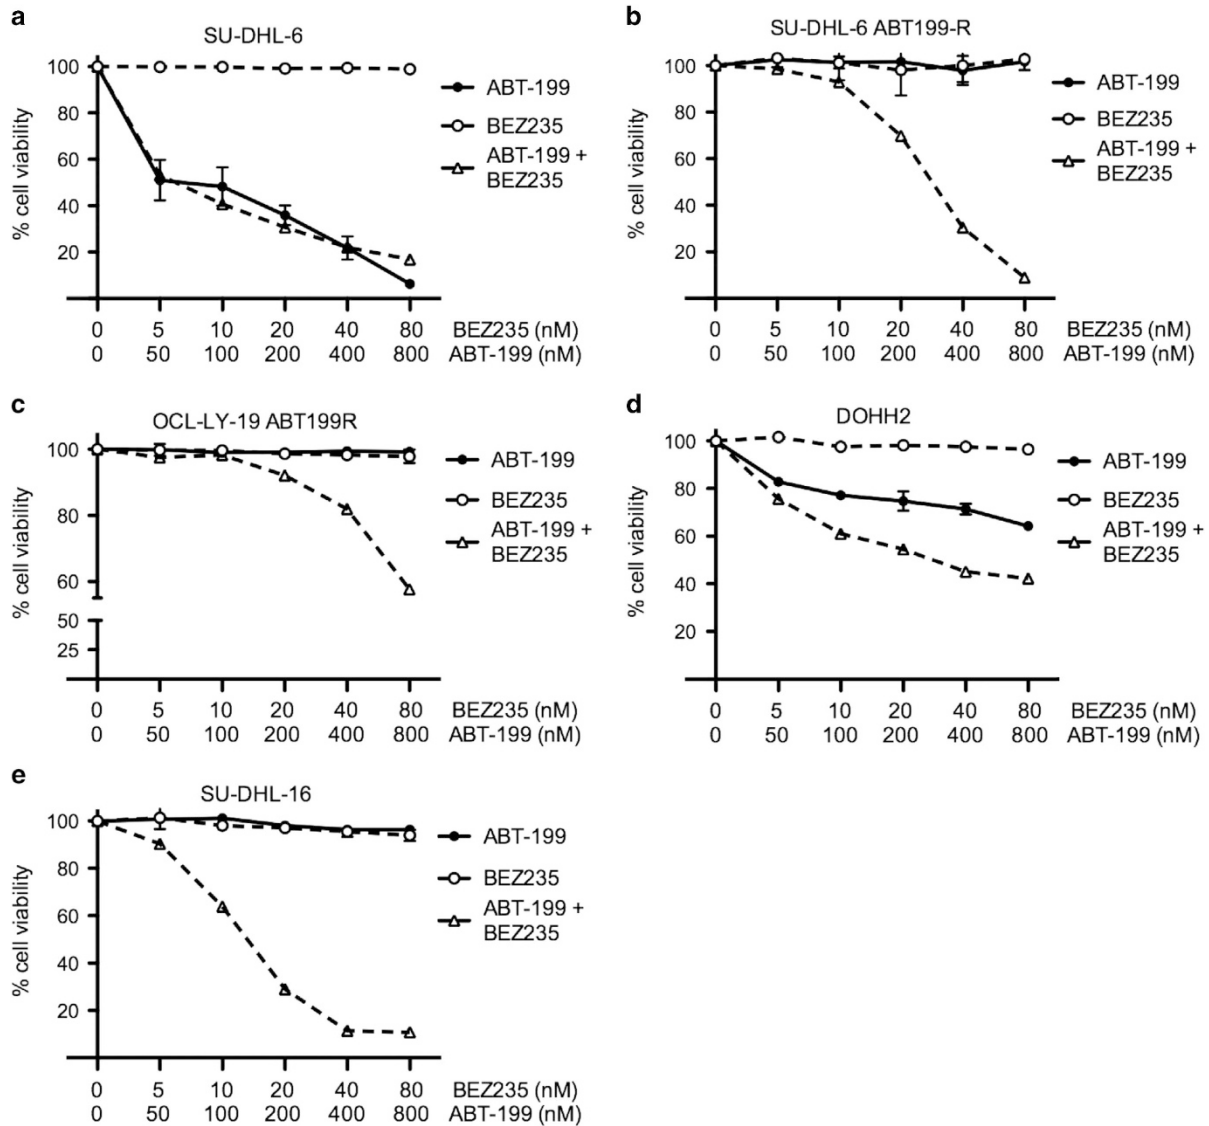 a
SU-DHL-6
% cell viability
100
80
60
40
20
ABT-199
BEZ235
ABT-199 +
BEZ235
0 5 10 20 40 80 BEZ235 (nM)
0 50 100 200 400 800 ABT-199 (nM)
b
SU-DHL-6 ABT199-R
% cell viability
100
80
60
40
20
ABT-199
BEZ235
ABT-199 +
BEZ235
0 5 10 20 40 80 BEZ235 (nM)
0 50 100 200 400 800 ABT-199 (nM)
c
OCL-LY-19 ABT199R
% cell viability
100
80
60
50
25
ABT-199
BEZ235
ABT-199 +
BEZ235
0 5 10 20 40 80 BEZ235 (nM)
0 50 100 200 400 800 ABT-199 (nM)
d
DOHH2
% cell viability
100
80
60
40
20
ABT-199
BEZ235
ABT-199 +
BEZ235
0 5 10 20 40 80 BEZ235 (nM)
0 50 100 200 400 800 ABT-199 (nM)
e
SU-DHL-16
% cell viability
100
80
60
40
20
ABT-199
BEZ235
ABT-199 +
BEZ235
0 5 10 20 40 80 BEZ235 (nM)
0 50 100 200 400 800 ABT-199 (nM)